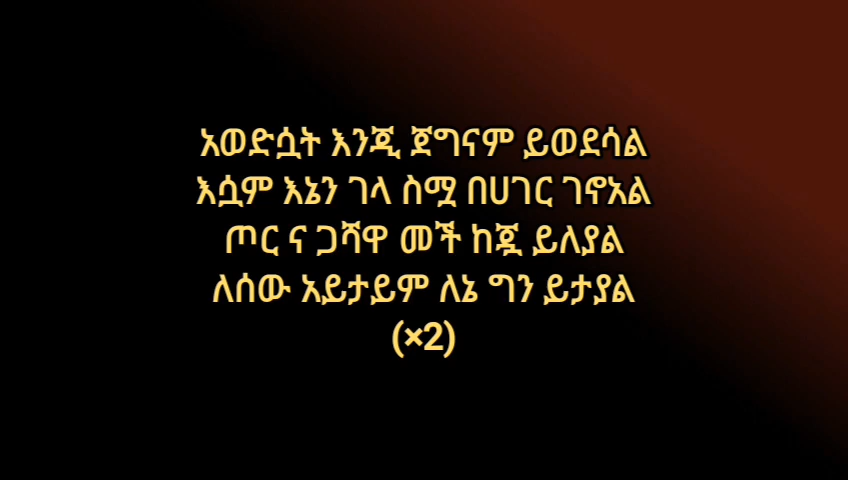 አወድሷት እንጂ ጀግናም ይወደሳል
እሷም እኔን ገላ ስሟ በሀገር ገኖአል
ጦር ና ጋሻዋ መች ከጇ ይለያል
ለሰው አይታይም ለኔ ግን ይታያል
(×2)